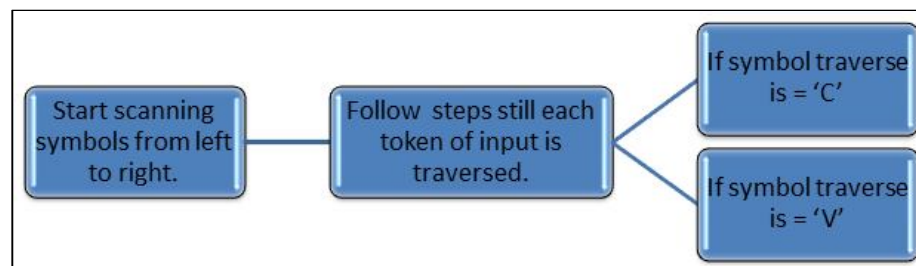 Start scanning
symbols from left
to right.
Follow steps still each
token of input is
traversed.
If symbol traverse
is = ‘C’
If symbol traverse
is = ‘V’